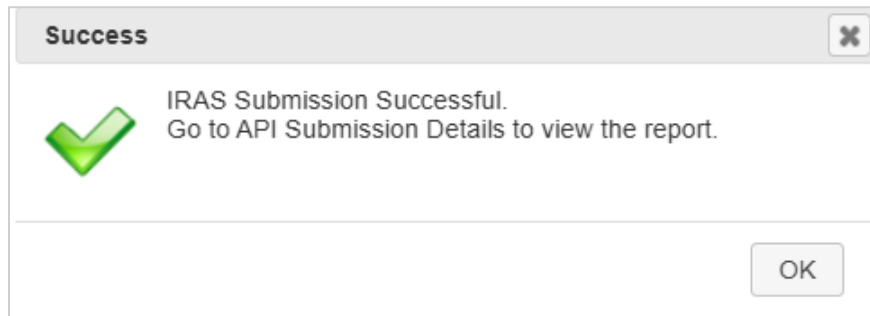 Success
IRAS Submission Successful.
Go to API Submission Details to view the report.
OK